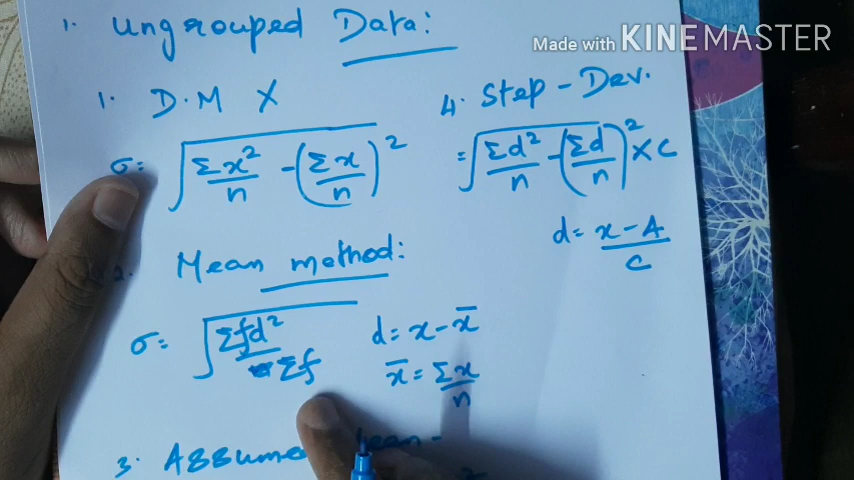 Made with KINEMASTER
1. Ungrouped Data:
1. D.M X
σ= √(Σx²/n - (Σx/n)²)
2. Mean method:
σ= √(Σfd²/Σf) d= x-x̄
x̄ = Σx/n
3. Assume
4. Step - Dev.
= √(Σd²/n - (Σd/n)²) × C
d= x-A/C